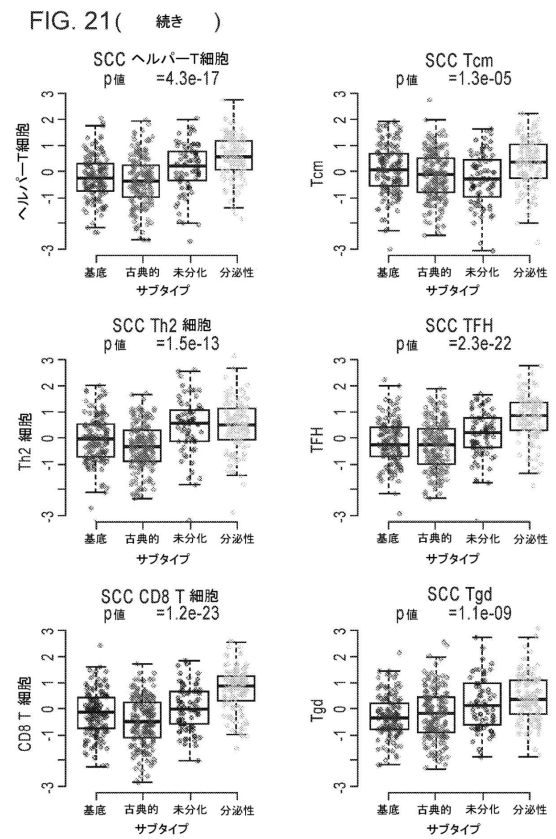 FIG. 21 ( 続き )
SCC ヘルパーT細胞
p値 =4.3e-17
ヘルパーT細胞
3
2
1
0
-1
-3
基底 古典的 未分化 分泌性
サブタイプ
SCC Tcm
p値 =1.3e-05
Tcm
3
2
1
0
-1
-3
基底 古典的 未分化 分泌性
サブタイプ
SCC Th2 細胞
p値 =1.5e-13
Th2 細胞
3
2
1
0
-1
-3
基底 古典的 未分化 分泌性
サブタイプ
SCC TFH
p値 =2.3e-22
TFH
3
2
1
0
-1
-3
基底 古典的 未分化 分泌性
サブタイプ
SCC CD8 T 細胞
p値 =1.2e-23
CD8 T 細胞
3
2
1
0
-1
-3
基底 古典的 未分化 分泌性
サブタイプ
SCC Tgd
p値 =1.1e-09
Tgd
3
2
1
0
-1
-3
基底 古典的 未分化 分泌性
サブタイプ